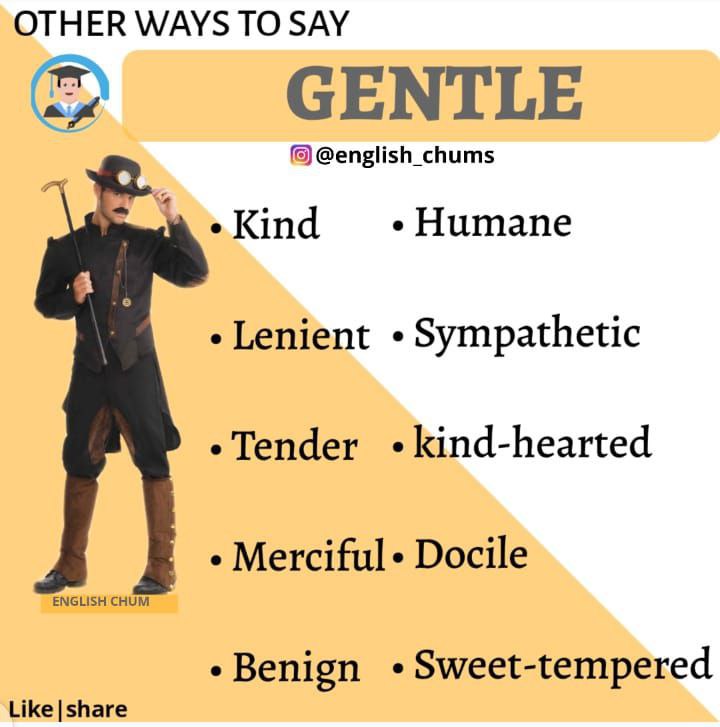 OTHER WAYS TO SAY
GENTLE
@english_chums
• Kind • Humane
• Lenient • Sympathetic
• Tender • kind-hearted
• Merciful • Docile
• Benign • Sweet-tempered
ENGLISH CHUM
Like|share